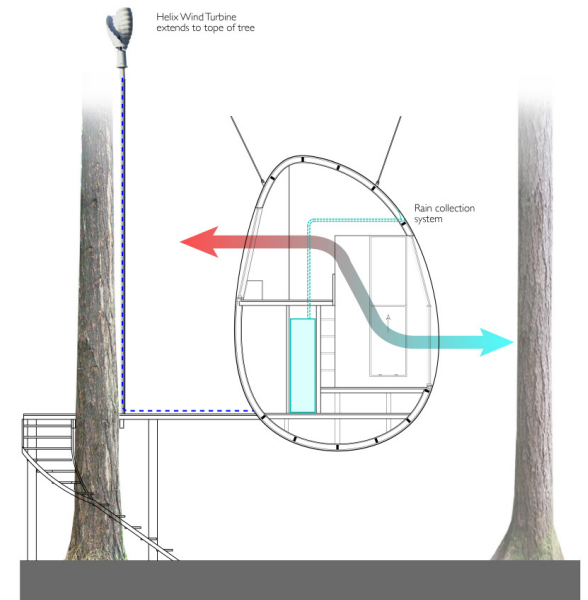 Helix Wind Turbine
extends to tope of tree
Rain collection
system